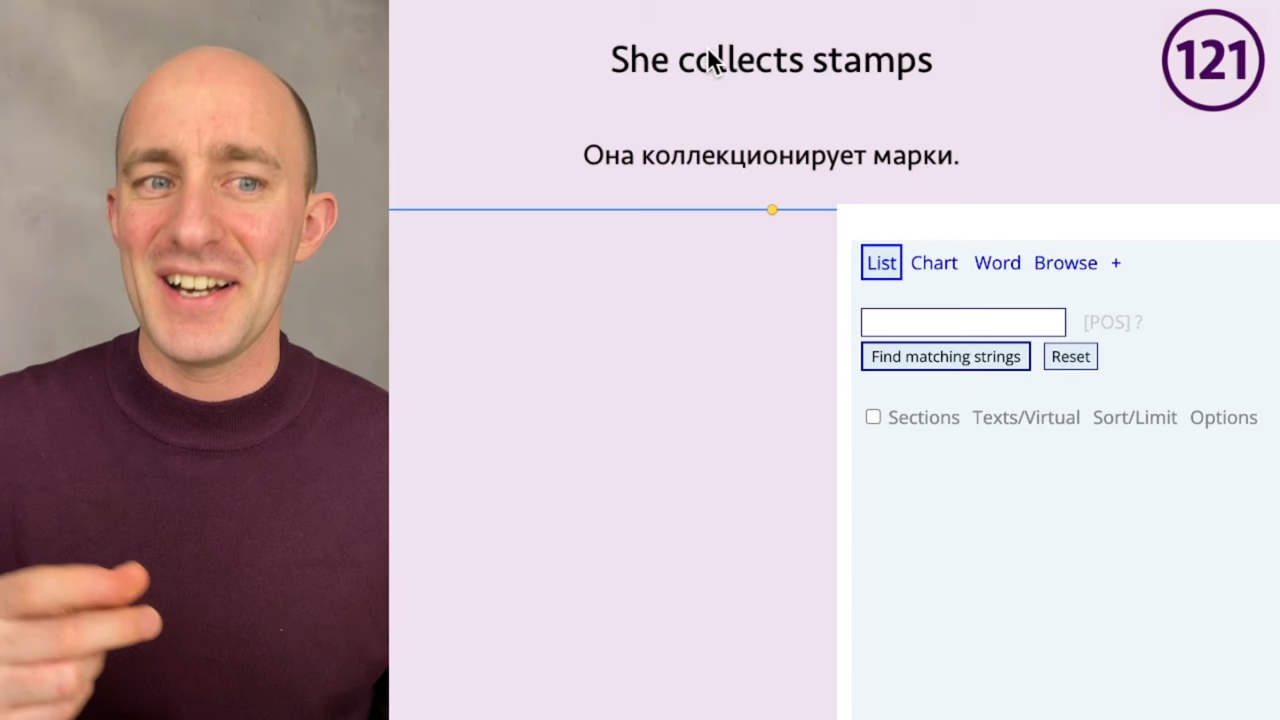 She collects stamps
121
Она коллекционирует марки.
List Chart Word Browse +
[POS] ?
Find matching strings Reset
Sections Texts/Virtual Sort/Limit Options